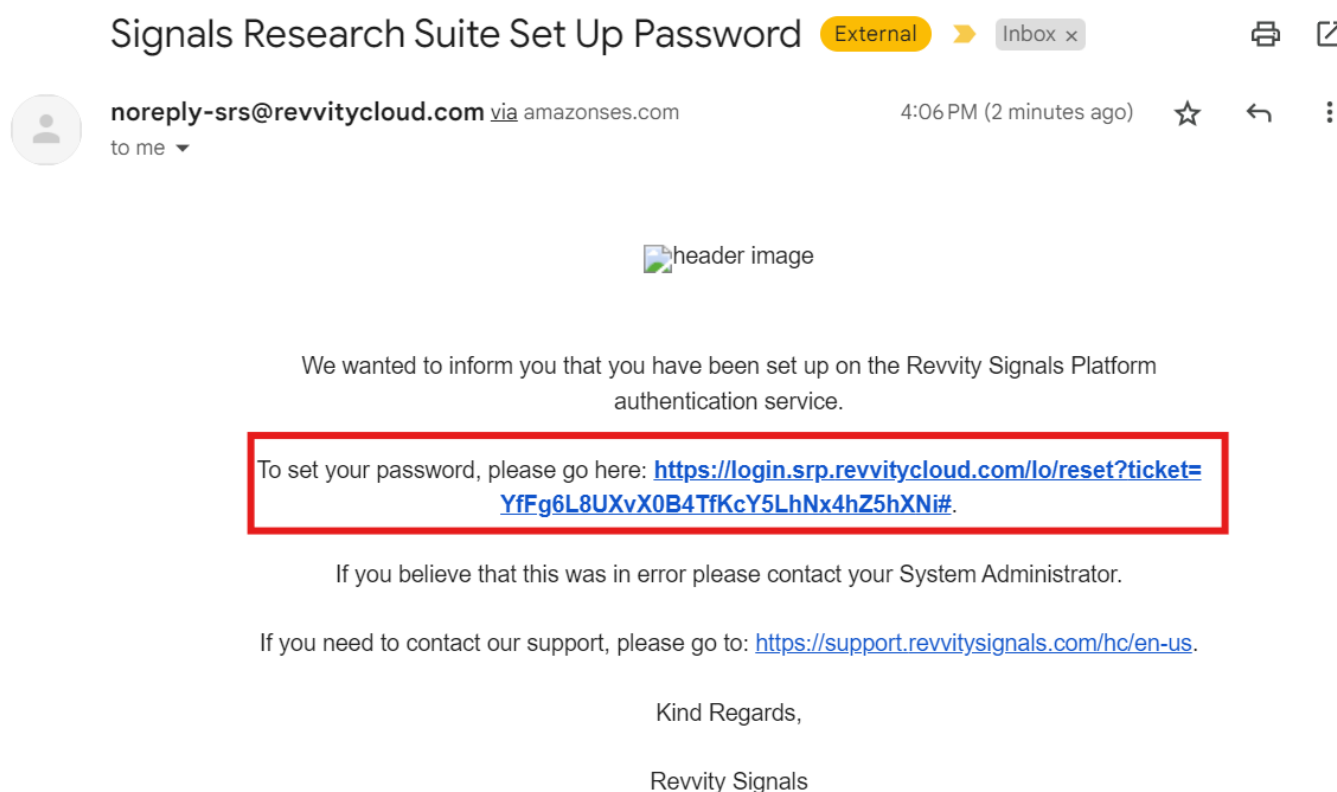 Signals Research Suite Set Up Password External Inbox ×
noreply-srs@revvitycloud.com via amazonses.com 4:06 PM (2 minutes ago)
to me
header image
We wanted to inform you that you have been set up on the Revvity Signals Platform
authentication service.
To set your password, please go here: https://login.srp.revvitycloud.com/lo/reset?ticket=
YfFg6L8UXvX0B4TfKcY5LhNx4hZ5hXNi#.
If you believe that this was in error please contact your System Administrator.
If you need to contact our support, please go to: https://support.revvitysignals.com/hc/en-us.
Kind Regards,
Revvity Signals